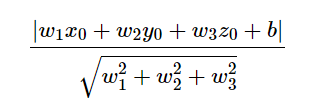 |w₁x₀ + w₂y₀ + w₃z₀ + b|
√(w₁² + w₂² + w₃²)